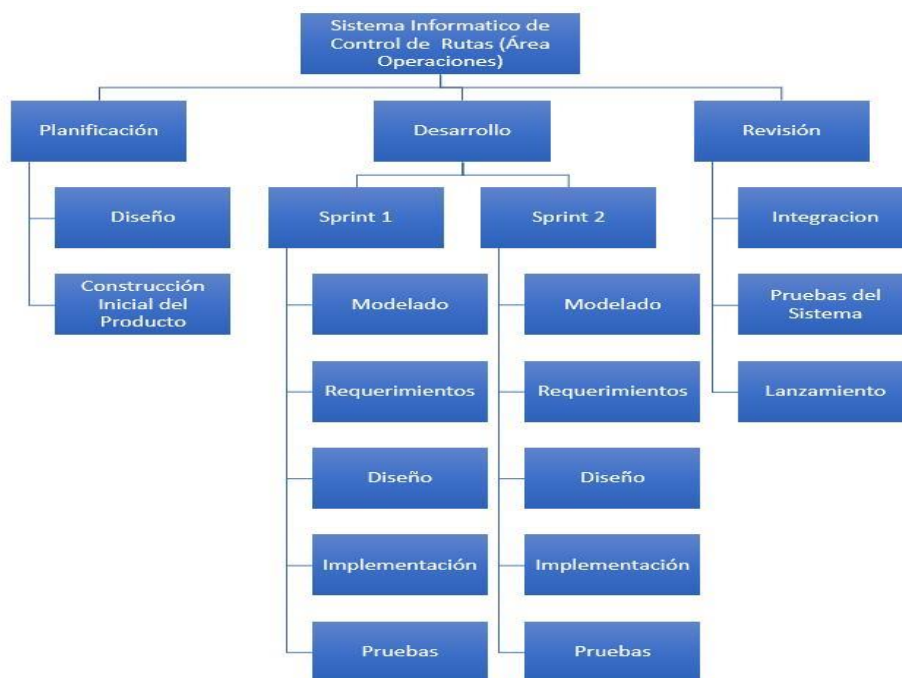 Sistema Informatico de
Control de Rutas (Área
Operaciones)
Planificación
Desarrollo
Revisión
Diseño
Sprint 1
Sprint 2
Integracion
Construcción
Inicial del
Producto
Modelado
Modelado
Pruebas del
Sistema
Requerimientos
Requerimientos
Lanzamiento
Diseño
Diseño
Implementación
Implementación
Pruebas
Pruebas